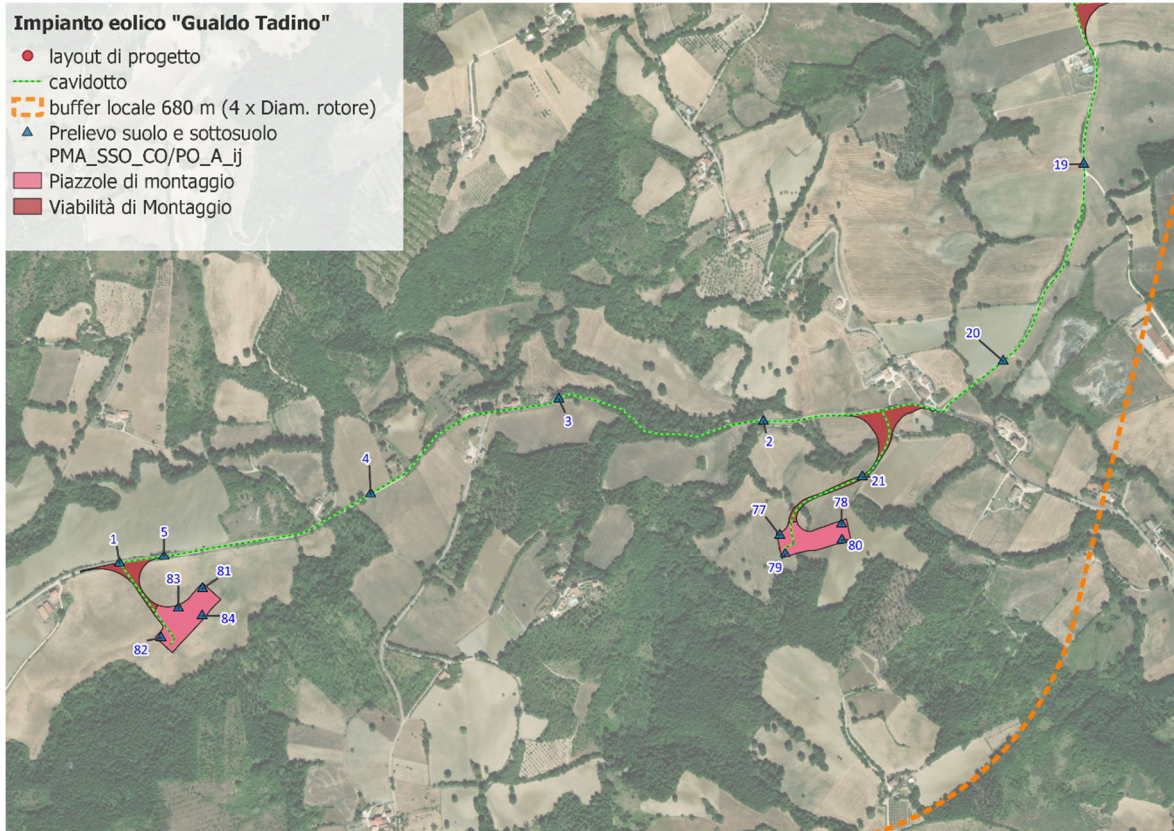 Impianto eolico "Gualdo Tadino"
layout di progetto
cavidotto
buffer locale 680 m (4 x Diam. rotore)
Prelievo suolo e sottosuolo
PMA_SSO_CO/PO_A_ij
Piazzole di montaggio
Viabilità di Montaggio
19
20
3
2
4
21
77
78
80
79
1
5
83
81
84
82